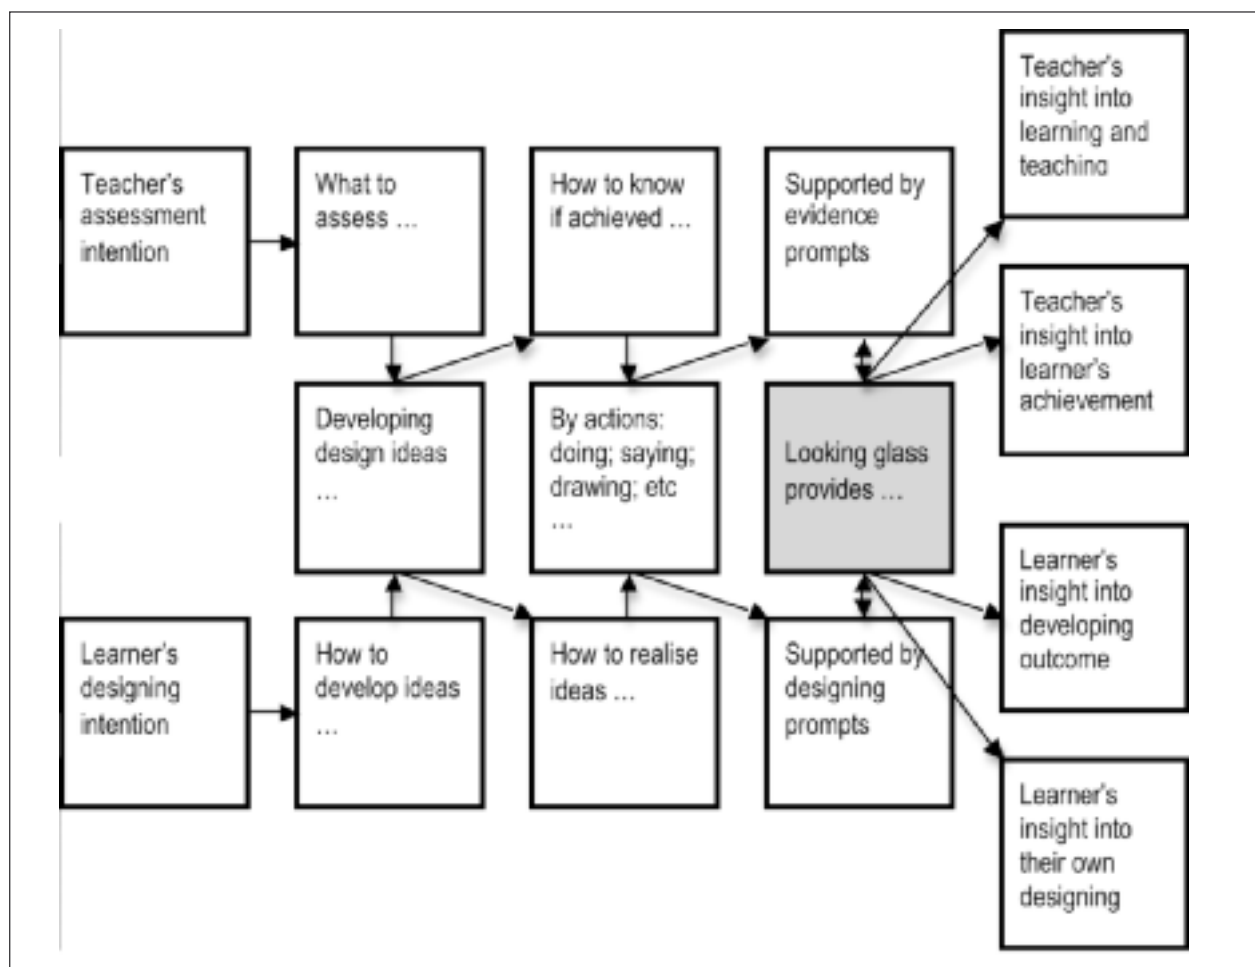 Teacher's
insight into
learning and
teaching
Teacher's
assessment
intention
What to
assess ...
How to know
if achieved ...
Supported by
evidence
prompts
Teacher's
insight into
learner's
achievement
Developing
design ideas
...
By actions:
doing; saying;
drawing; etc
...
Looking glass
provides ...
Learner's
insight into
developing
outcome
Learner's
designing
intention
How to
develop ideas
...
How to realise
ideas ...
Supported by
designing
prompts
Learner's
insight into
their own
designing